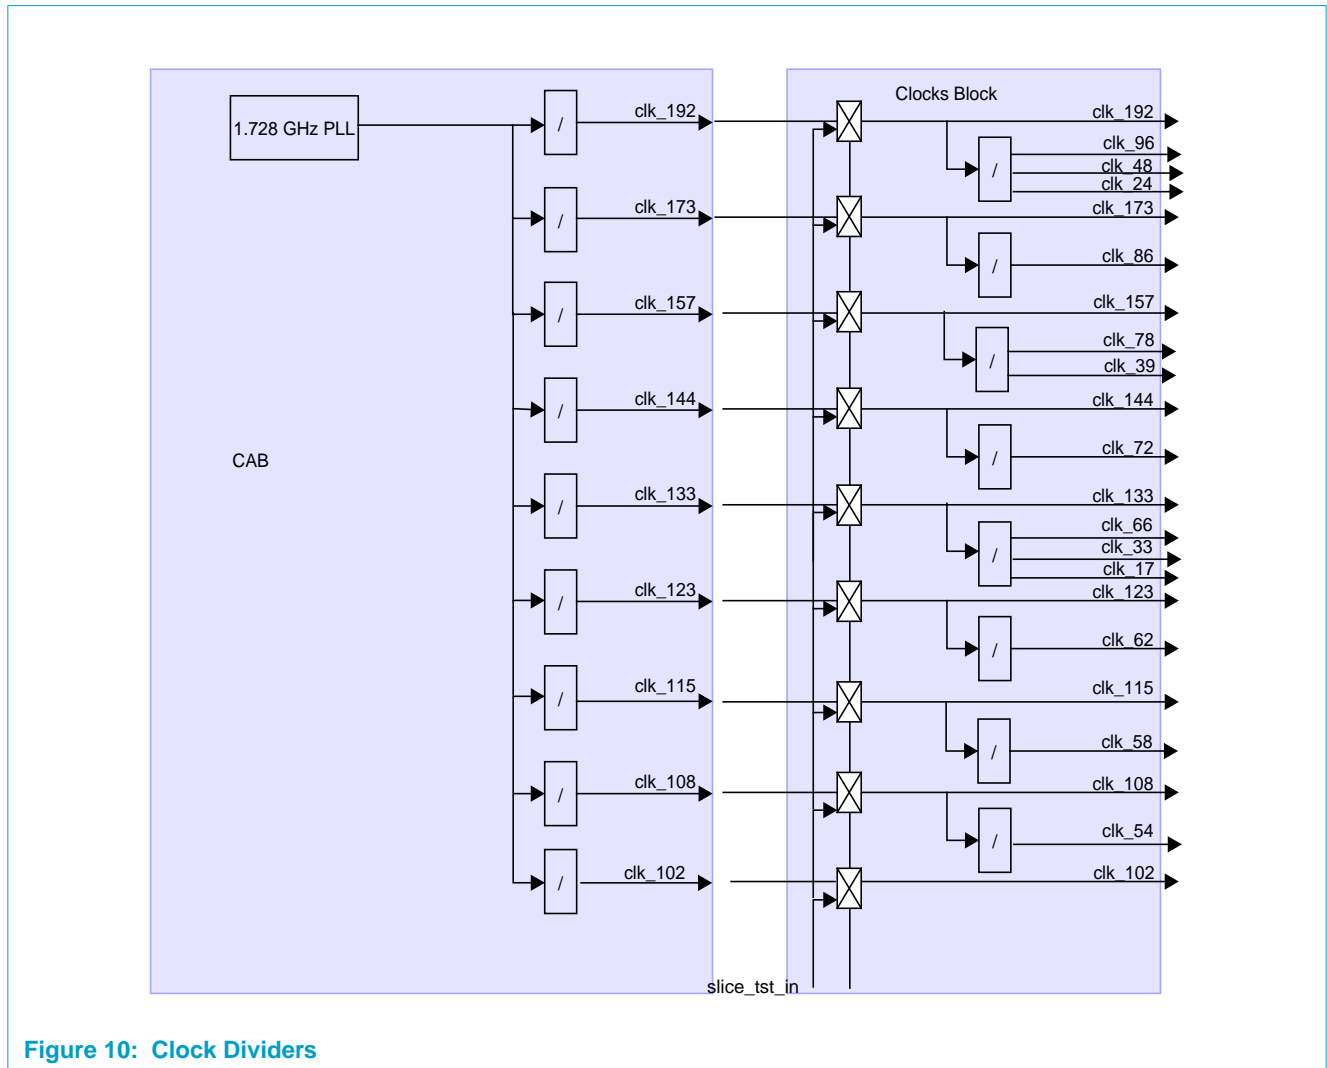 Clocks Block
1.728 GHz PLL
/
clk_192
clk_192
/
clk_96
clk_48
clk_24
/
clk_173
clk_173
/
clk_86
/
clk_157
clk_157
/
clk_78
clk_39
/
clk_144
clk_144
/
clk_72
CAB
/
clk_133
clk_133
/
clk_66
clk_33
clk_17
/
clk_123
clk_123
/
clk_62
/
clk_115
clk_115
/
clk_58
/
clk_108
clk_108
/
clk_54
/
clk_102
clk_102
slice_tst_in
Figure 10: Clock Dividers